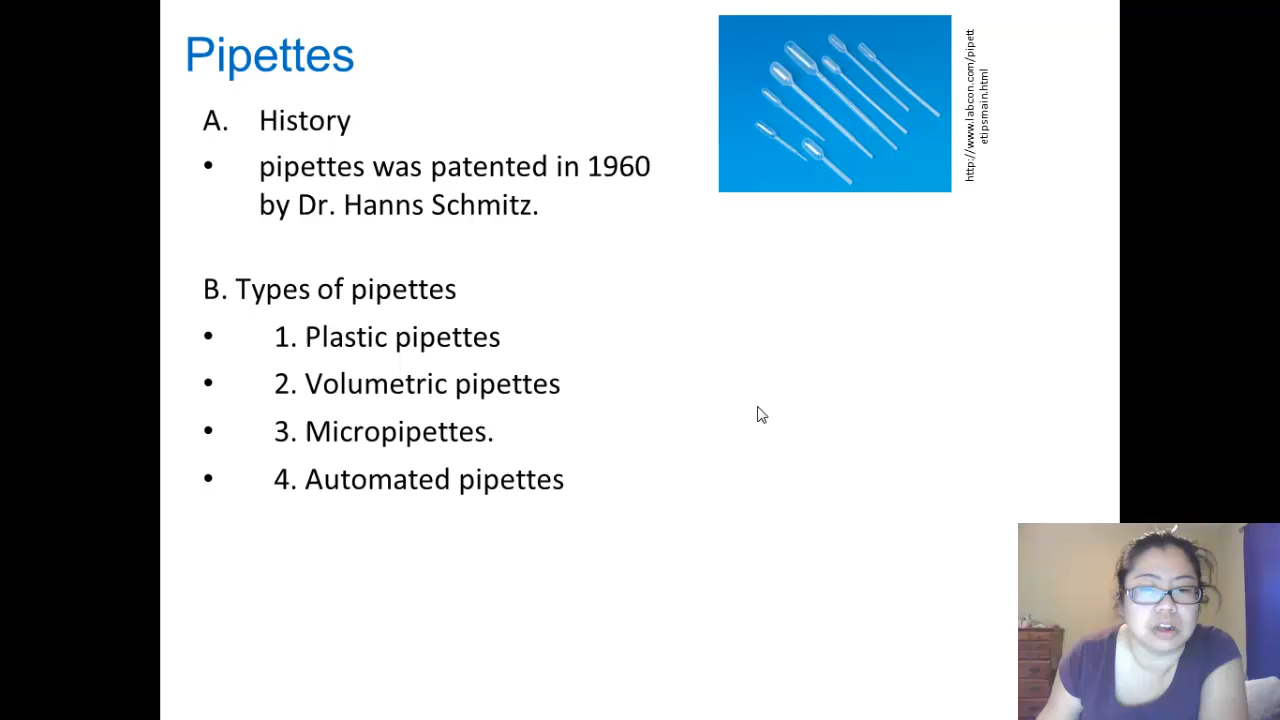 Pipettes
A. History
• pipettes was patented in 1960
by Dr. Hanns Schmitz.
B. Types of pipettes
• 1. Plastic pipettes
• 2. Volumetric pipettes
• 3. Micropipettes.
• 4. Automated pipettes
http://www.labcon.com/pipett
etipsmain.html